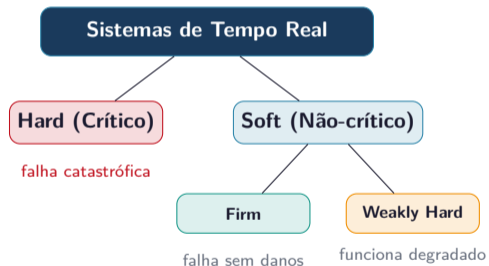 Sistemas de Tempo Real
Hard (Crítico)
Soft (Não-crítico)
falha catastrófica
Firm
Weakly Hard
falha sem danos
funciona degradado